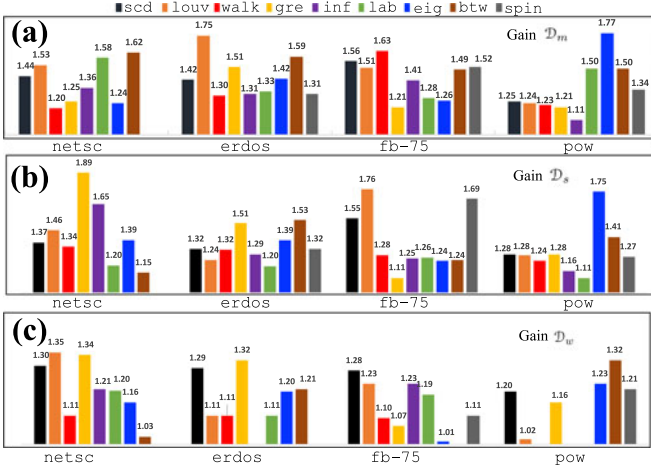 scd louv walk gre inf lab eig btw spin
(a) Gain 𝒟m
1.44 1.53 1.20 1.25 1.36 1.58 1.24 1.62
1.42 1.75 1.30 1.51 1.31 1.33 1.42 1.59 1.31
1.56 1.51 1.63 1.21 1.41 1.28 1.26 1.49 1.52
1.25 1.24 1.23 1.21 1.11 1.50 1.77 1.50 1.34
netsc erdos fb-75 pow
(b) Gain 𝒟s
1.37 1.46 1.34 1.89 1.65 1.20 1.39 1.15
1.32 1.24 1.32 1.51 1.29 1.20 1.39 1.53 1.32
1.55 1.76 1.28 1.11 1.25 1.26 1.24 1.24 1.69
1.28 1.28 1.24 1.28 1.16 1.11 1.75 1.41 1.27
netsc erdos fb-75 pow
(c) Gain 𝒟w
1.30 1.35 1.11 1.34 1.21 1.20 1.16 1.03
1.29 1.11 1.11 1.32 1.11 1.20 1.21
1.28 1.23 1.10 1.07 1.23 1.19 1.01 1.11
1.20 1.02 1.16 1.23 1.32 1.21
netsc erdos fb-75 pow